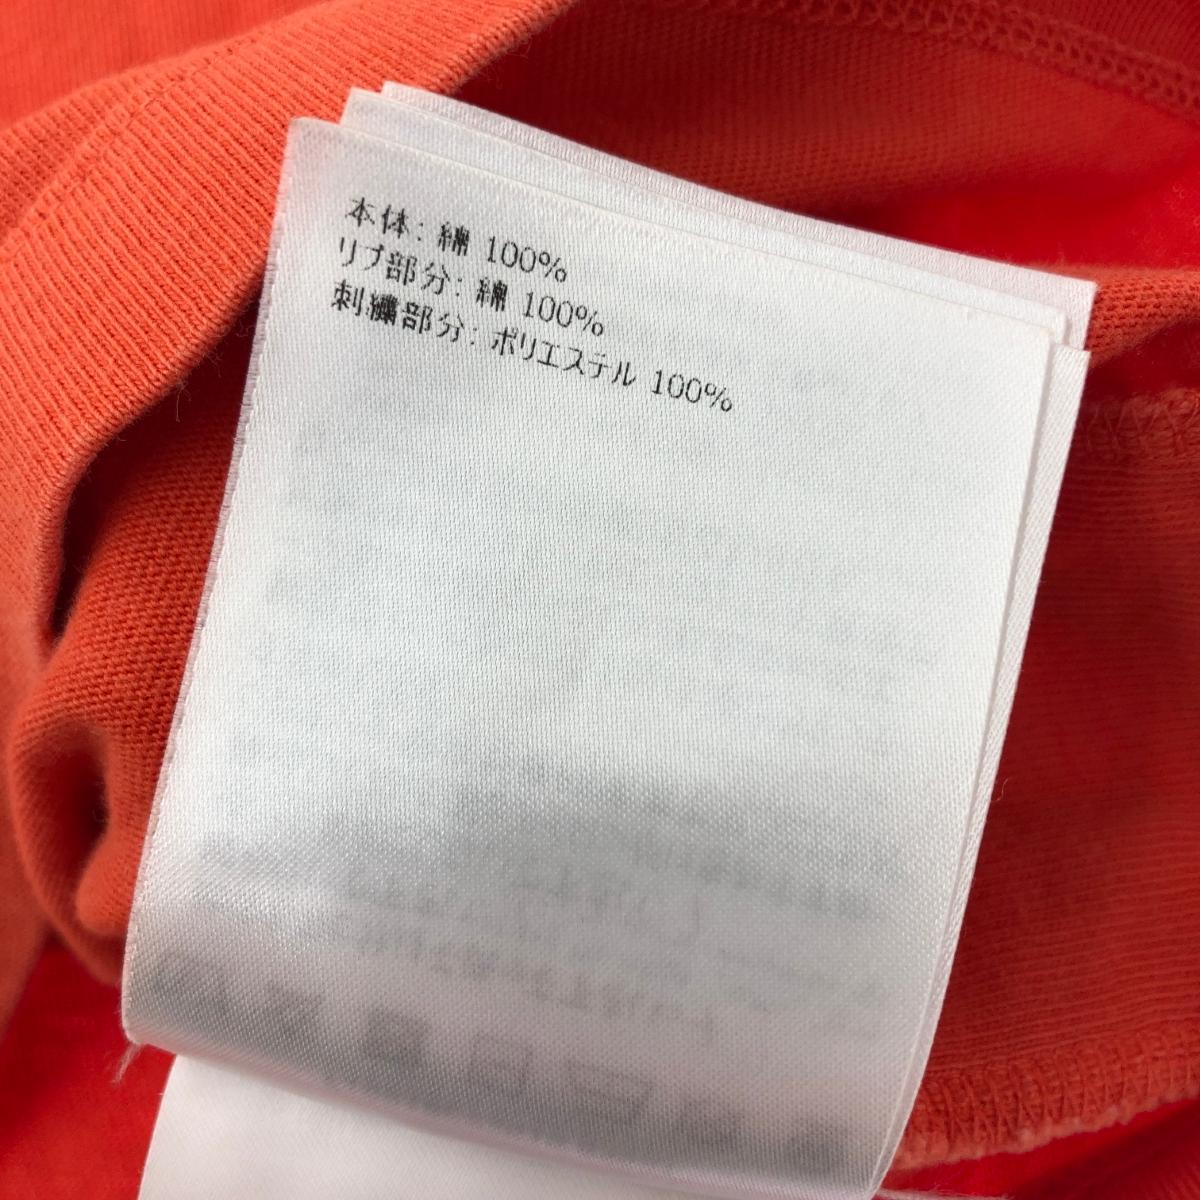 本体: 綿 100%
リブ部分: 綿 100%
刺繍部分: ポリエステル 100%